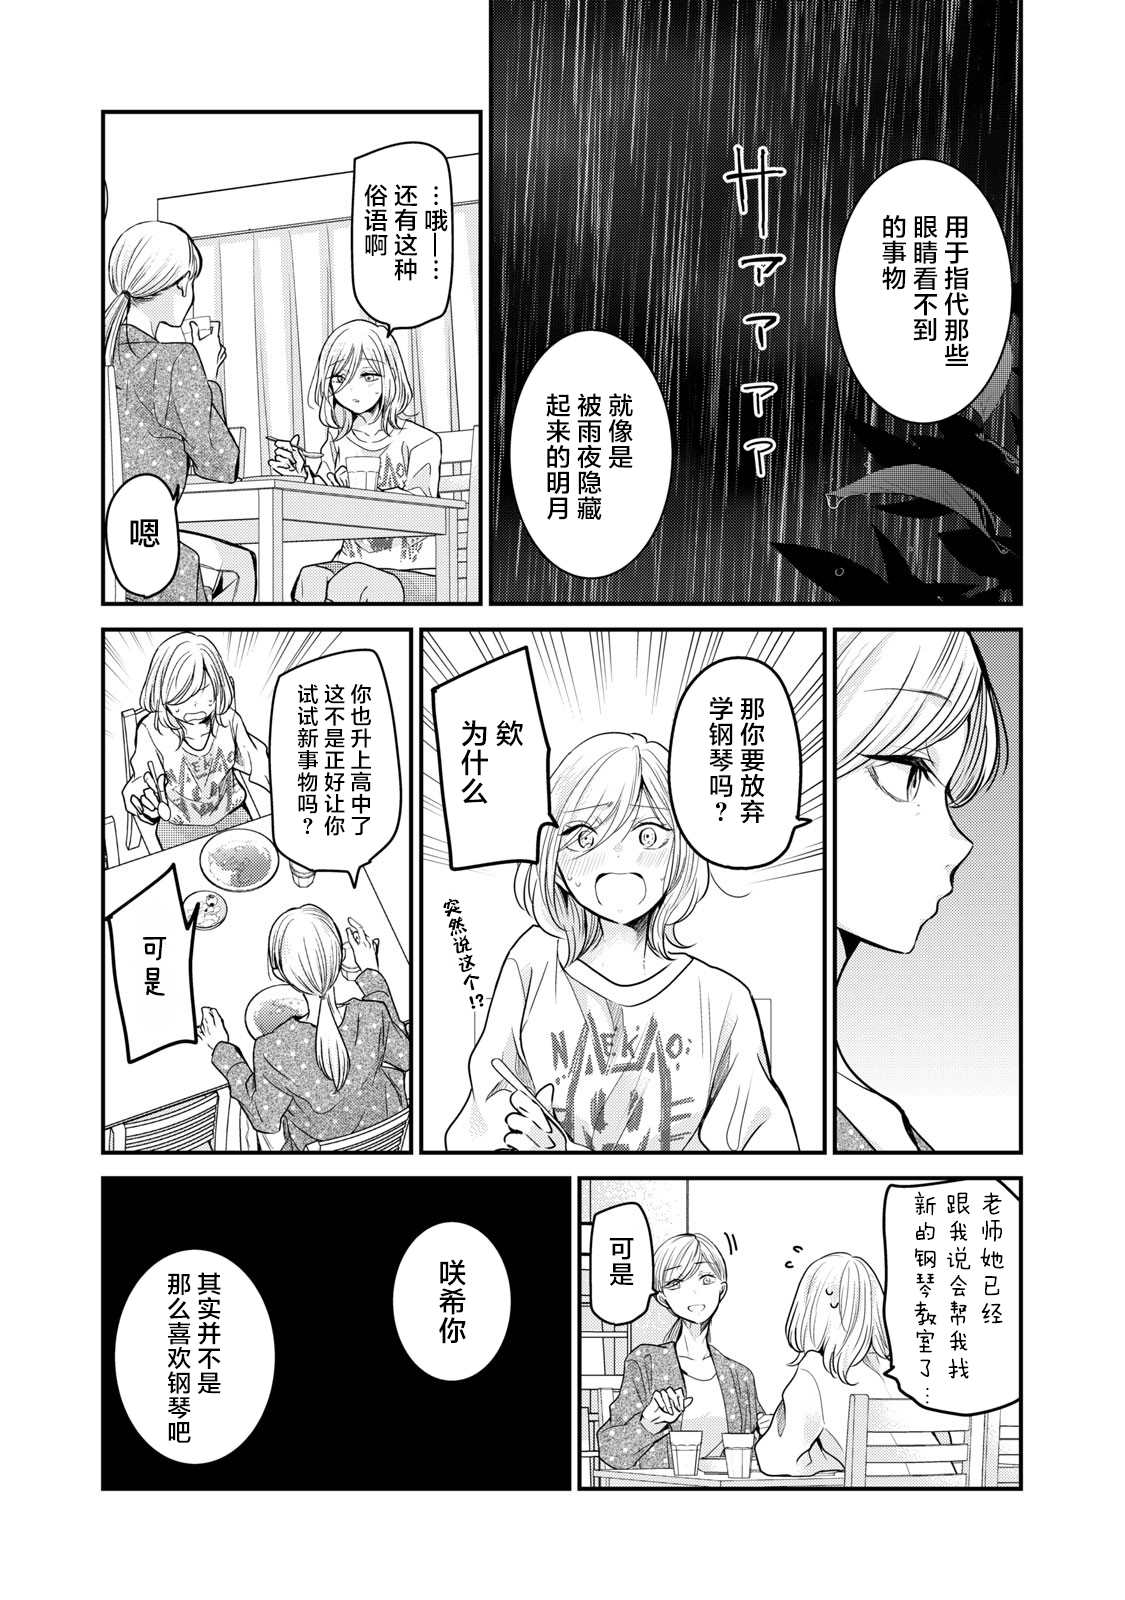 用于指代那些
眼睛看不到
的事物
ザァァァァ
就像是
被雨夜隐藏
起来的明月
…哦—…
还有这种
俗语啊
嗯
那你要放弃
学钢琴吗？
欸
为什么
突然说这个!?
NAEKAO
你也升上高中了
这不是正好让你
试试新事物吗？
NAEKAO
可是
老师她已经
跟我说会帮我找
新的钢琴教室了…
可是
咲希你
其实并不是
那么喜欢钢琴吧